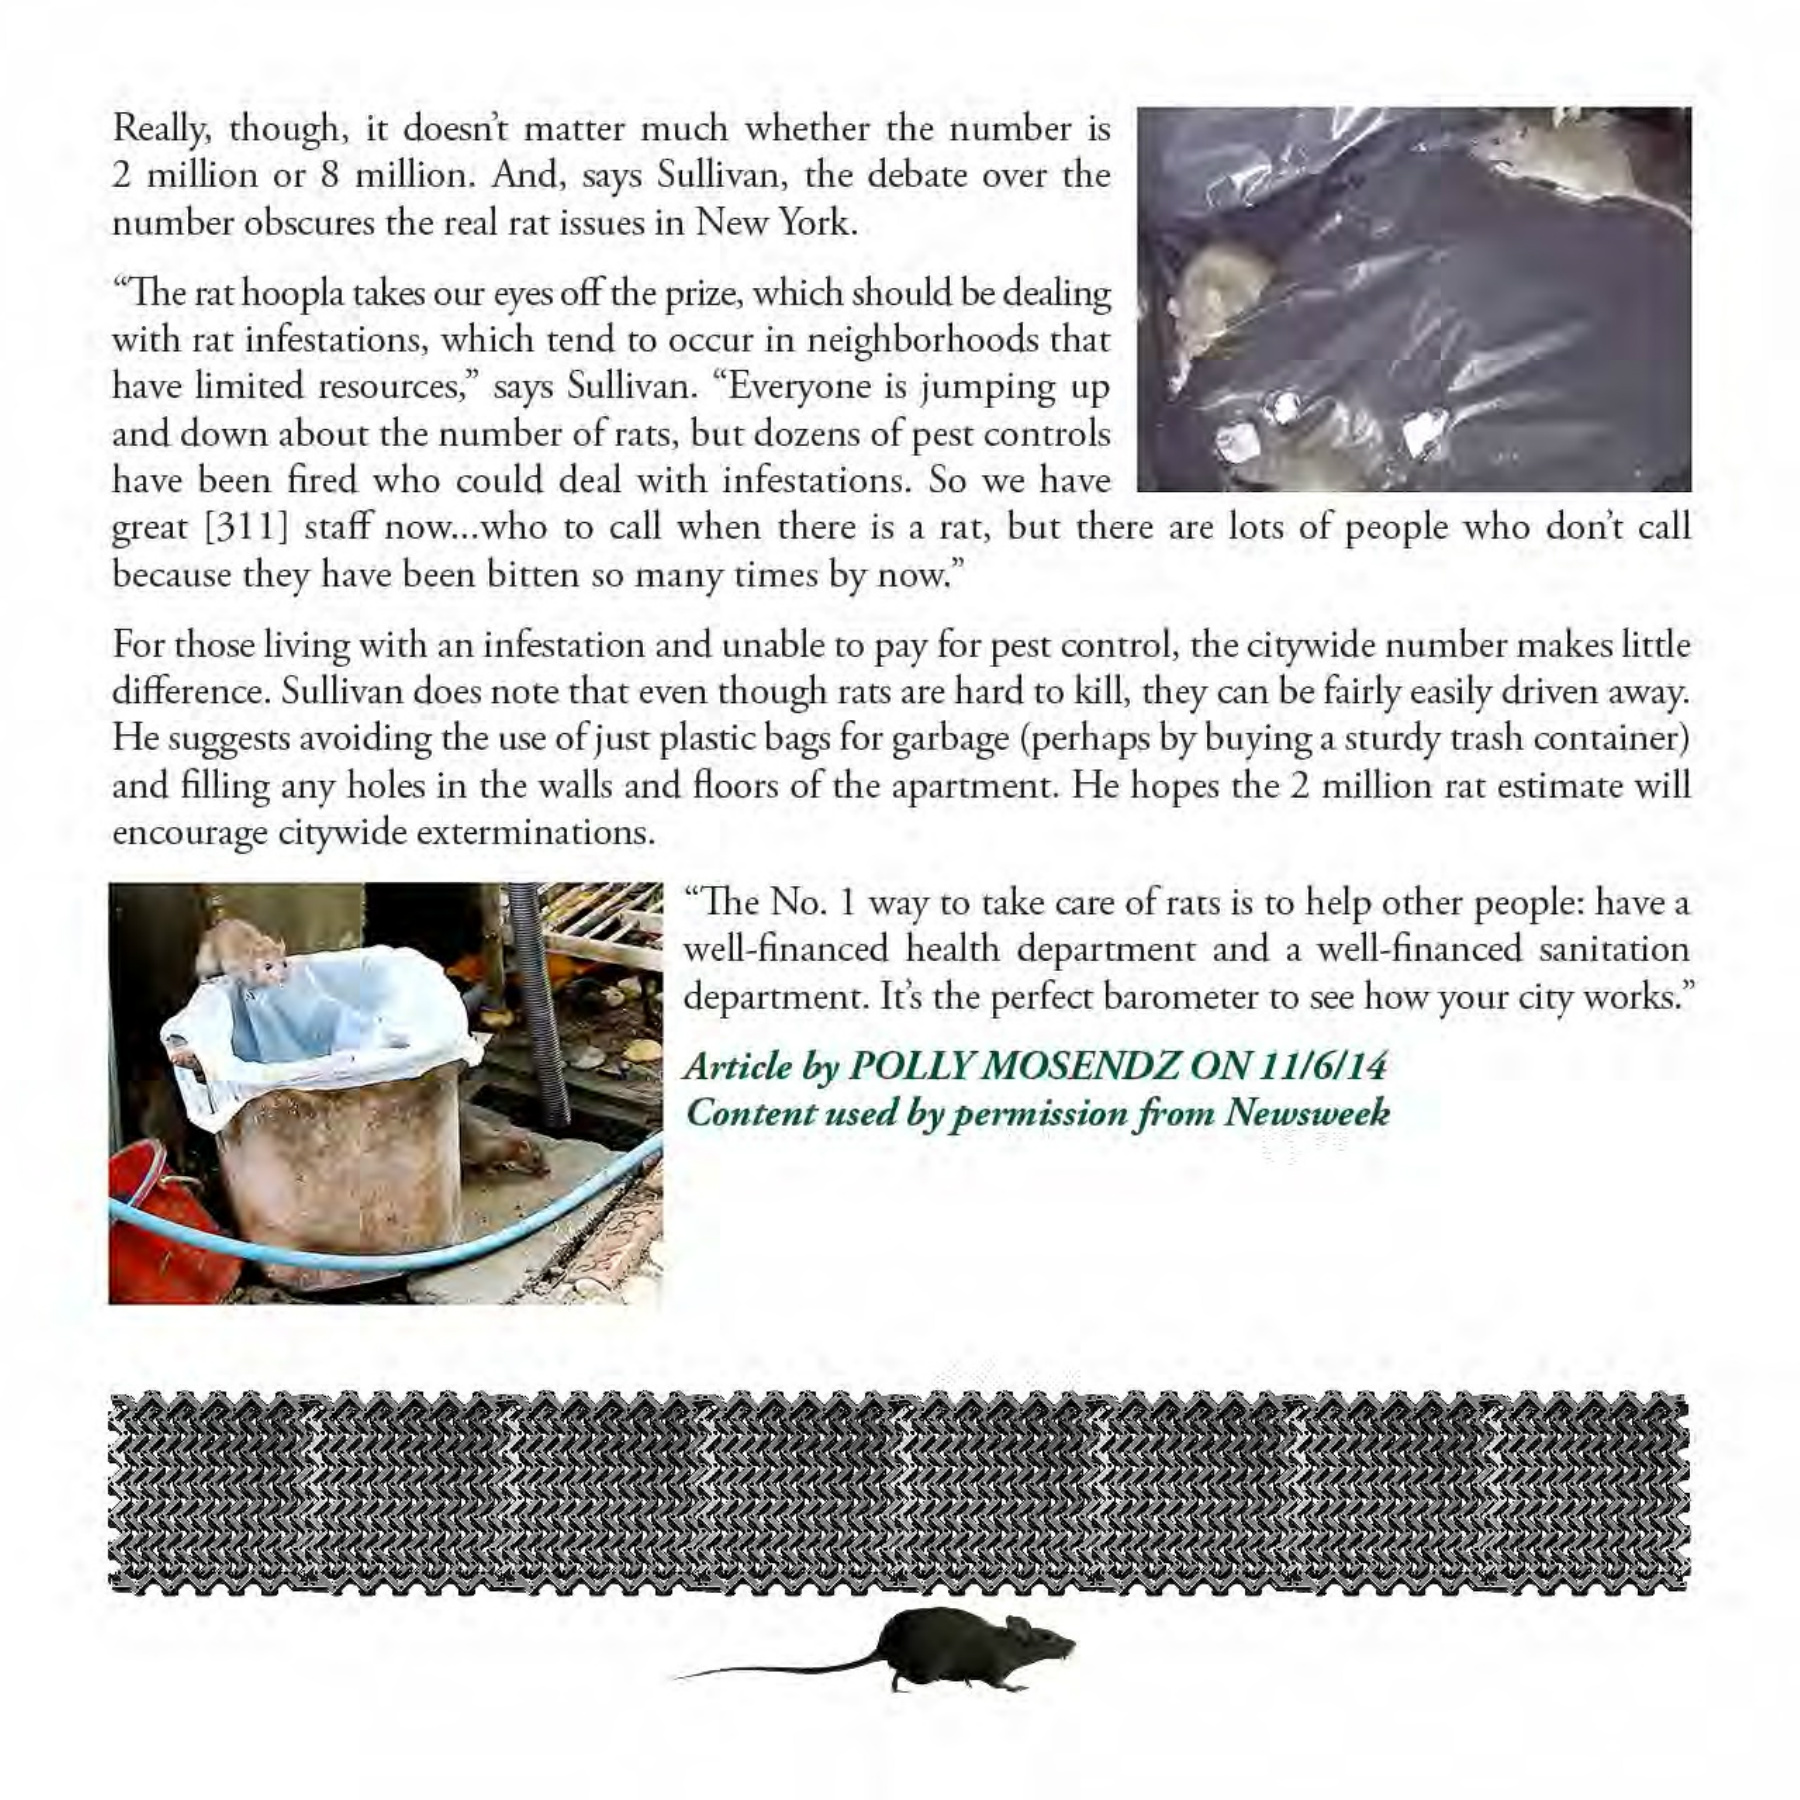 Really, though, it doesn’t matter much whether the number is
2 million or 8 million. And, says Sullivan, the debate over the
number obscures the real rat issues in New York.
“The rat hoopla takes our eyes off the prize, which should be dealing
with rat infestations, which tend to occur in neighborhoods that
have limited resources,” says Sullivan. “Everyone is jumping up
and down about the number of rats, but dozens of pest controls
have been fired who could deal with infestations. So we have
great [311] staff now...who to call when there is a rat, but there are lots of people who don’t call
because they have been bitten so many times by now.”
For those living with an infestation and unable to pay for pest control, the citywide number makes little
difference. Sullivan does note that even though rats are hard to kill, they can be fairly easily driven away.
He suggests avoiding the use of just plastic bags for garbage (perhaps by buying a sturdy trash container)
and filling any holes in the walls and floors of the apartment. He hopes the 2 million rat estimate will
encourage citywide exterminations.
“The No. 1 way to take care of rats is to help other people: have a
well-financed health department and a well-financed sanitation
department. It’s the perfect barometer to see how your city works.”
Article by POLLY MOSENDZ ON 11/6/14
Content used by permission from Newsweek